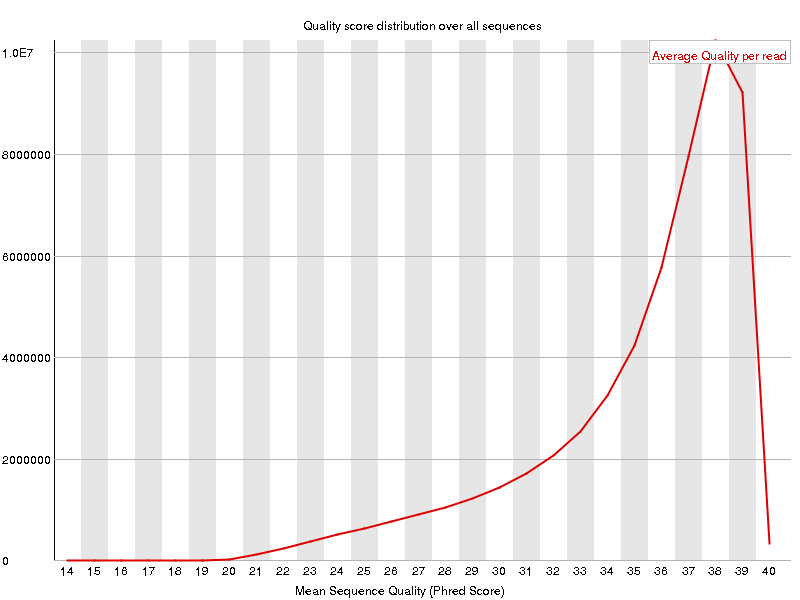 Quality score distribution over all sequences
1.0E7
Average Quality per read
8000000
6000000
4000000
2000000
0
14 15 16 17 18 19 20 21 22 23 24 25 26 27 28 29 30 31 32 33 34 35 36 37 38 39 40
Mean Sequence Quality (Phred Score)